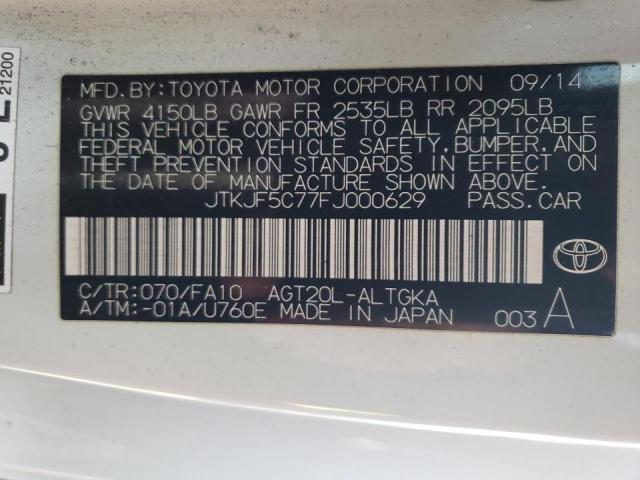 MFD. BY: TOYOTA MOTOR CORPORATION 09/14
GVWR 4150LB GAWR FR 2535LB RR 2095LB
THIS VEHICLE CONFORMS TO ALL APPLICABLE
FEDERAL MOTOR VEHICLE SAFETY, BUMPER, AND
THEFT PREVENTION STANDARDS IN EFFECT ON
THE DATE OF MANUFACTURE SHOWN ABOVE.
JTKJF5C77FJ000629 PASS. CAR
C/TR: 070/FA10 AGT20L-ALTGKA
A/TM: -01A/U760E MADE IN JAPAN 003 A
21200